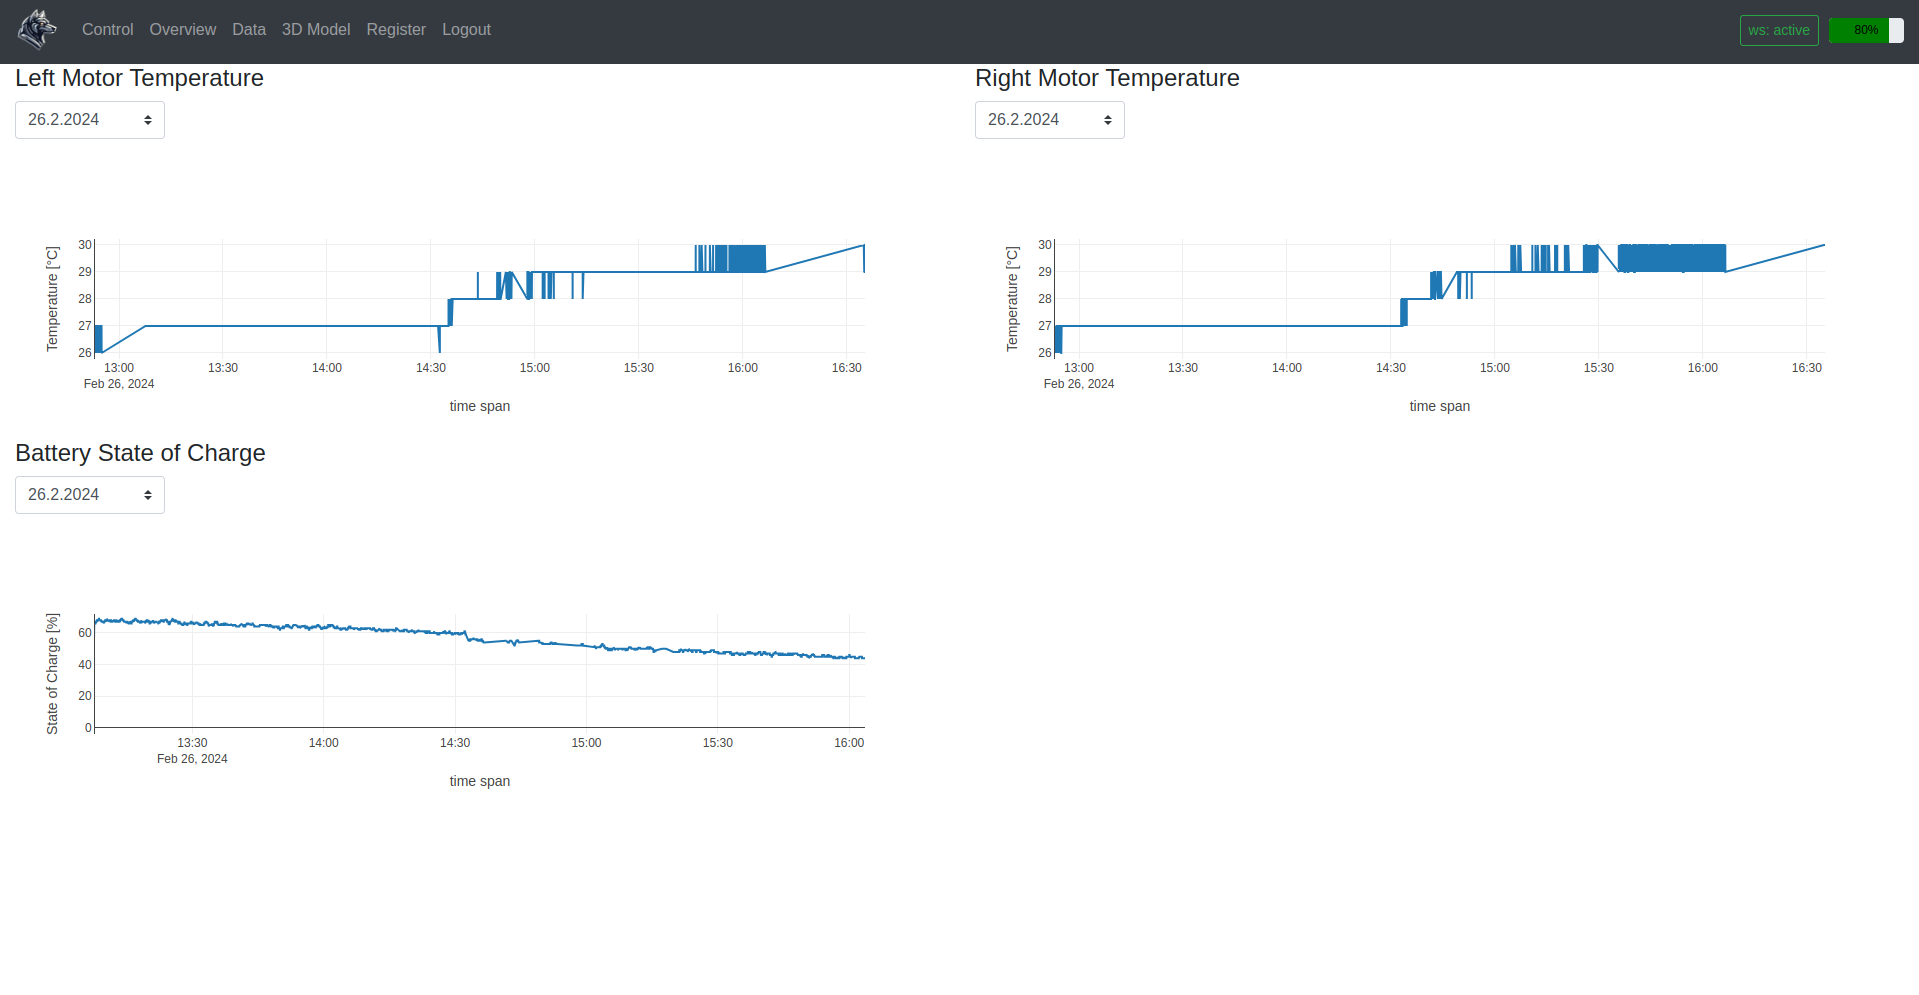 Control Overview Data 3D Model Register Logout ws: active 80%
Left Motor Temperature
26.2.2024
Temperature [°C]
30
29
28
27
26
13:00 13:30 14:00 14:30 15:00 15:30 16:00 16:30
Feb 26, 2024
time span
Right Motor Temperature
26.2.2024
Temperature [°C]
30
29
28
27
26
13:00 13:30 14:00 14:30 15:00 15:30 16:00 16:30
Feb 26, 2024
time span
Battery State of Charge
26.2.2024
State of Charge [%]
60
40
20
0
13:30 14:00 14:30 15:00 15:30 16:00
Feb 26, 2024
time span